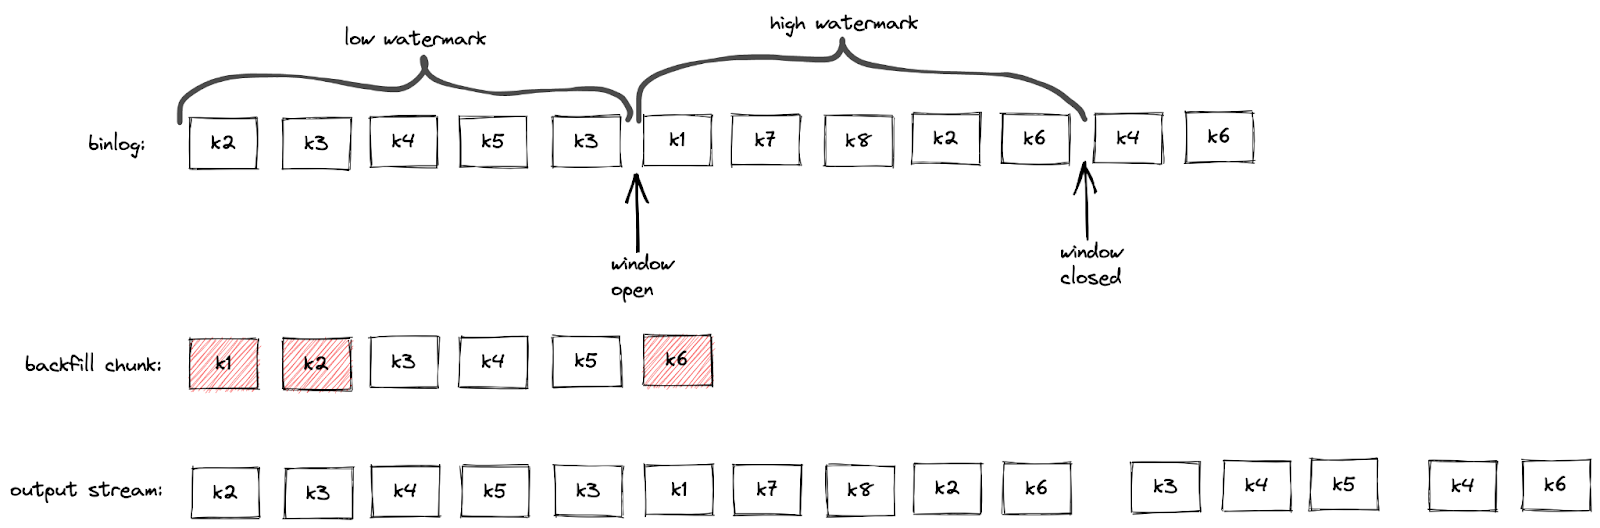 high watermark
low watermark
binlog: k2 k3 k4 k5 k3 k1 k7 k8 k2 k6 k4 k6
window
open
window
closed
backfill chunk: k1 k2 k3 k4 k5 k6
output stream: k2 k3 k4 k5 k3 k1 k7 k8 k2 k6 k3 k4 k5 k4 k6